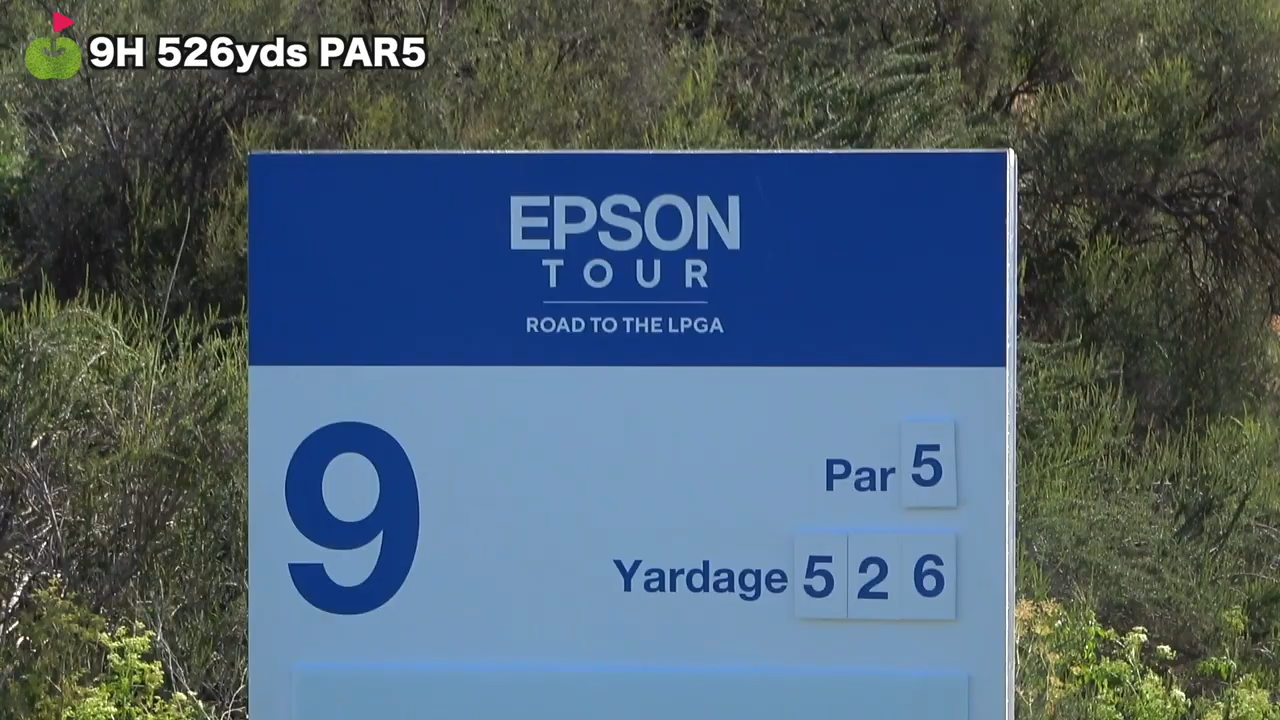 9H 526yds PAR5
EPSON
TOUR
ROAD TO THE LPGA
9
Par 5
Yardage 526